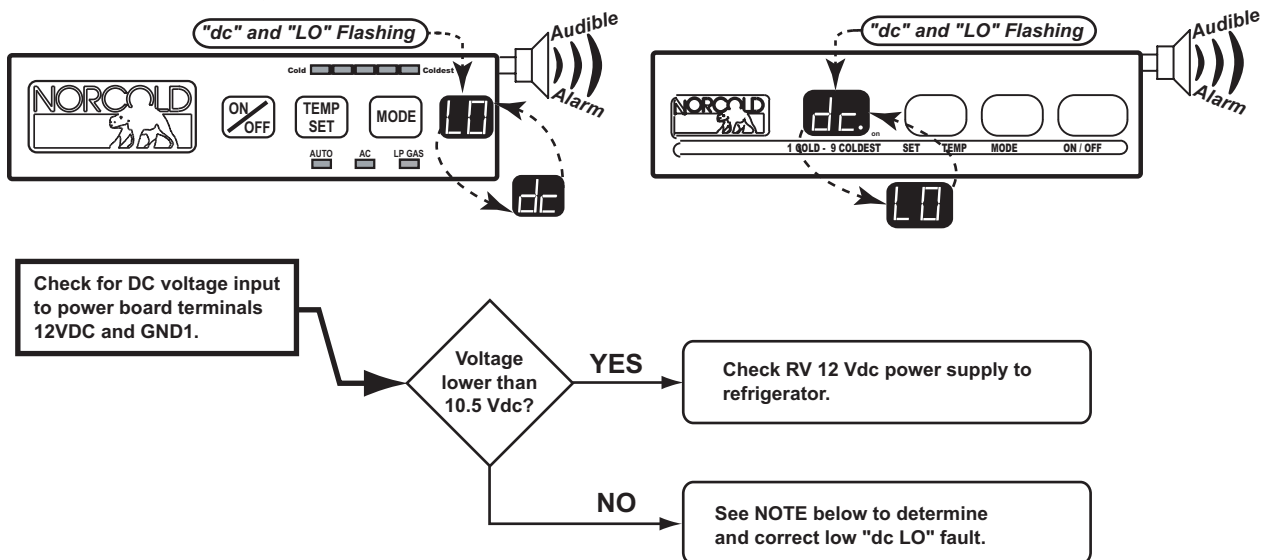 "dc" and "LO" Flashing
Audible
Alarm
Cold
Coldest
NORCOLD
ON/OFF
TEMP SET
MODE
LO
AUTO
AC
LP GAS
dc
"dc" and "LO" Flashing
Audible
Alarm
NORCOLD
dc.
on
1 COLD - 9 COLDEST
SET TEMP
MODE
ON / OFF
LO
Check for DC voltage input
to power board terminals
12VDC and GND1.
Voltage
lower than
10.5 Vdc?
YES
Check RV 12 Vdc power supply to
refrigerator.
NO
See NOTE below to determine
and correct low "dc LO" fault.